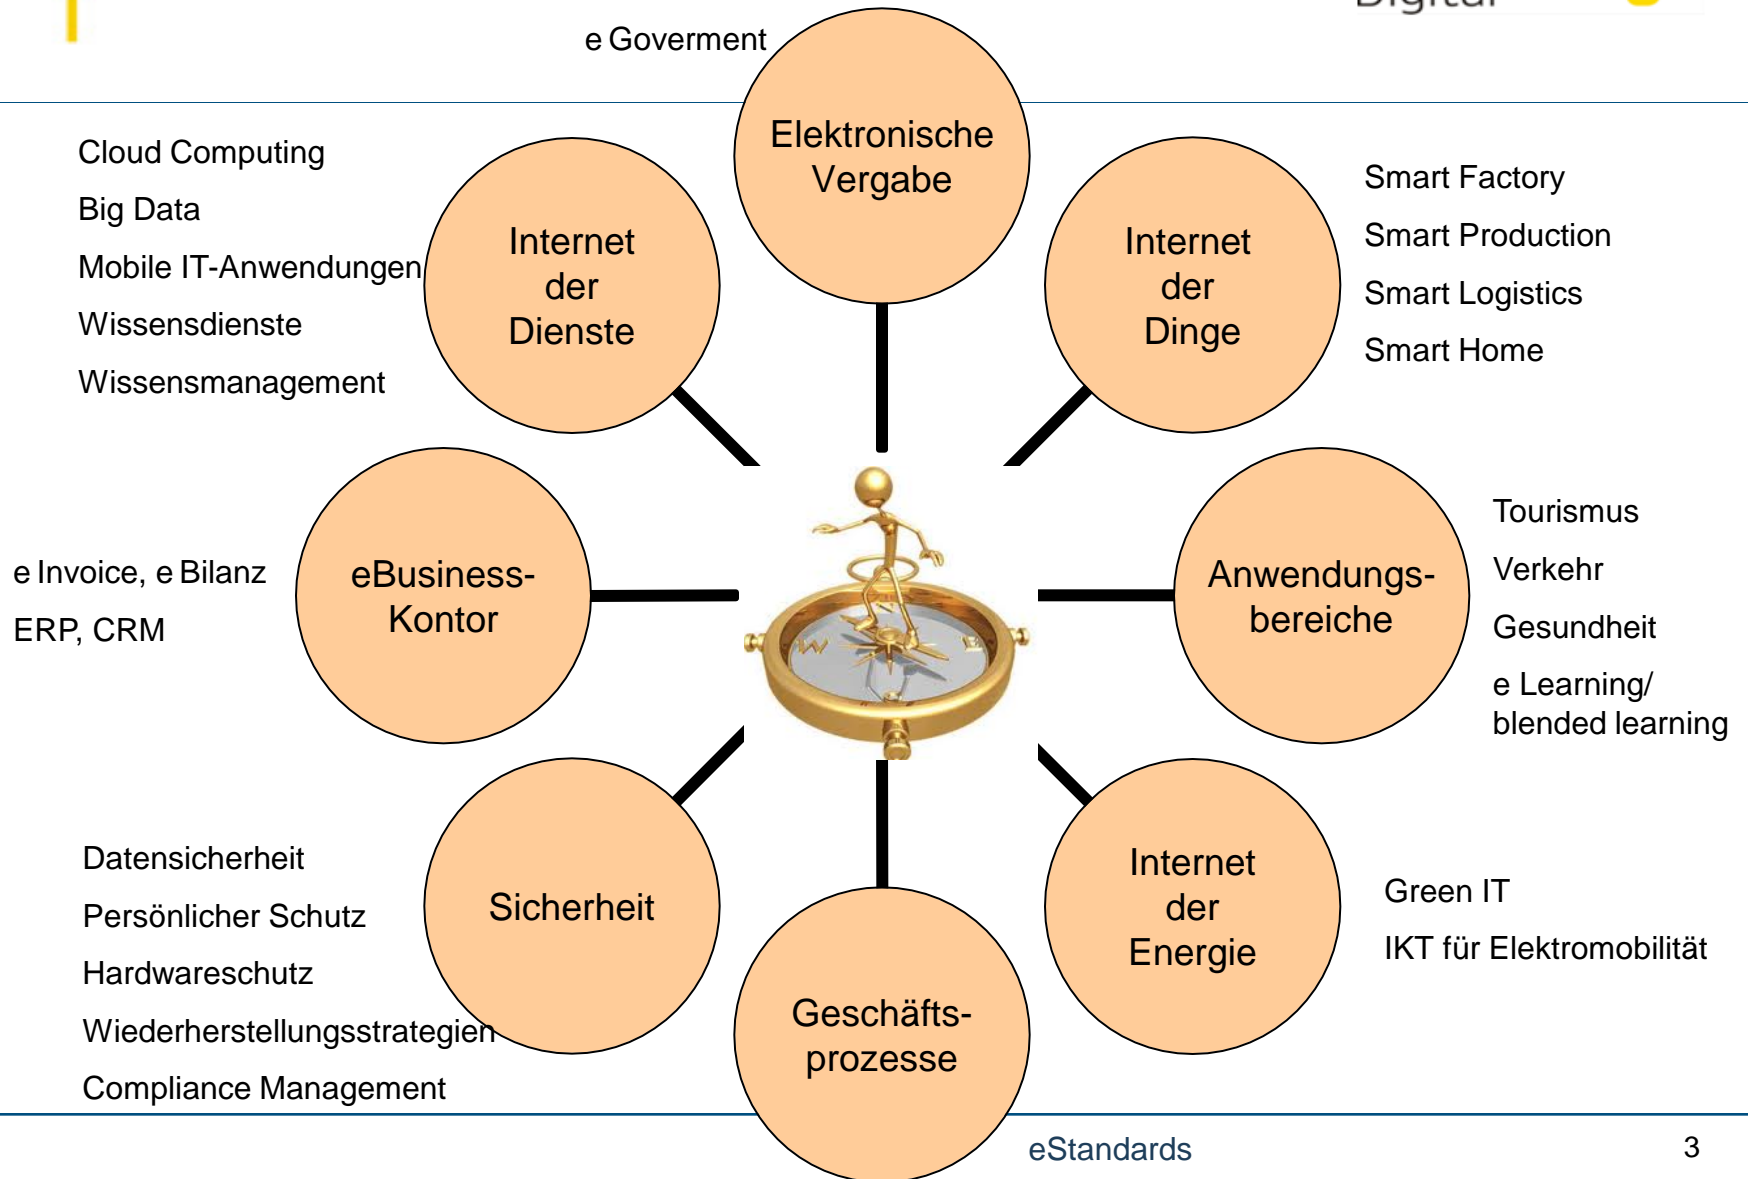 Digital
e Goverment
Elektronische
Vergabe
Cloud Computing
Big Data
Mobile IT-Anwendungen
Wissensdienste
Wissensmanagement
Internet
der
Dienste
Internet
der
Dinge
Smart Factory
Smart Production
Smart Logistics
Smart Home
e Invoice, e Bilanz
ERP, CRM
eBusiness-
Kontor
N
W
E
Anwendungs-
bereiche
Tourismus
Verkehr
Gesundheit
e Learning/
blended learning
Datensicherheit
Persönlicher Schutz
Hardwareschutz
Wiederherstellungsstrategien
Compliance Management
Sicherheit
Geschäfts-
prozesse
Internet
der
Energie
Green IT
IKT für Elektromobilität
eStandards
3